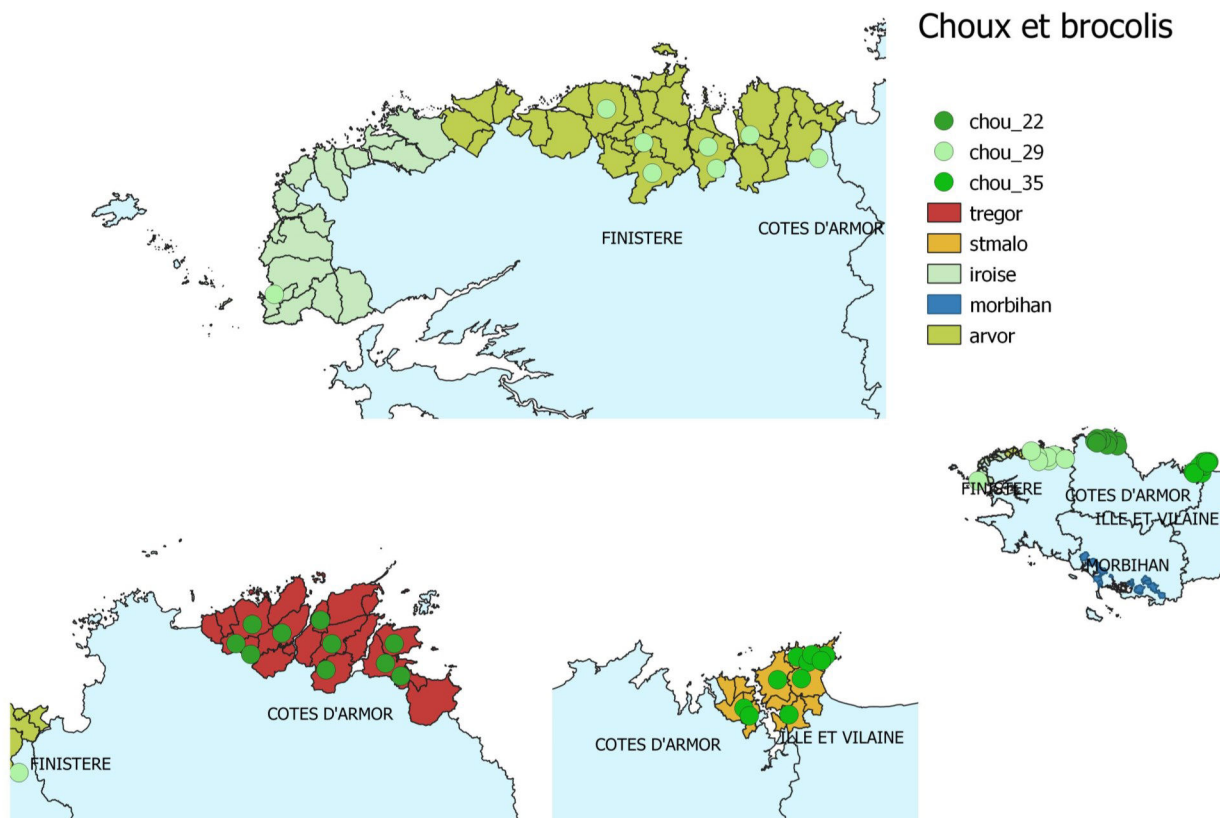 Choux et brocolis
chou_22
chou_29
chou_35
tregor
stmalo
iroise
morbihan
arvor
FINISTERE
COTES D'ARMOR
FINISTERE
COTES D'ARMOR
ILLE ET VILAINE
MORBIHAN
COTES D'ARMOR
FINISTERE
COTES D'ARMOR
ILLE ET VILAINE